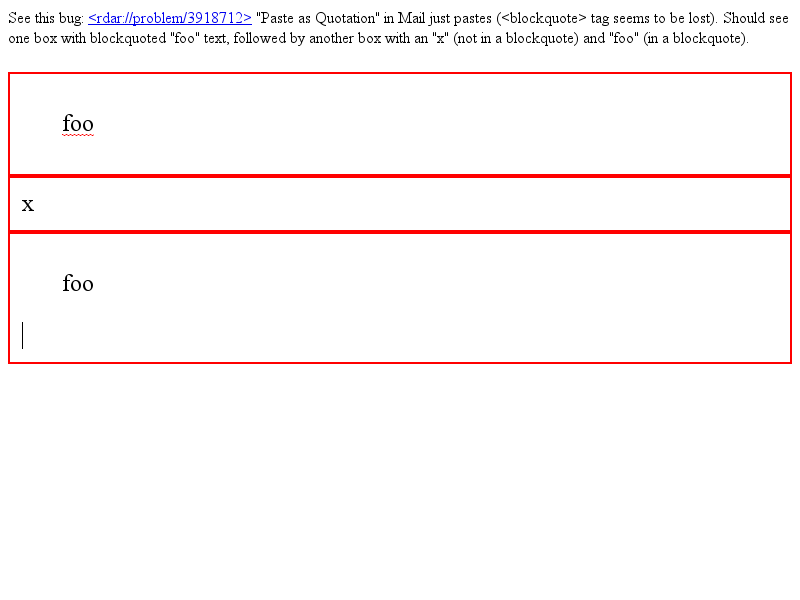 See this bug: <rdar://problem/3918712> "Paste as Quotation" in Mail just pastes (<blockquote> tag seems to be lost). Should see
one box with blockquoted "foo" text, followed by another box with an "x" (not in a blockquote) and "foo" (in a blockquote).
foo
x
foo